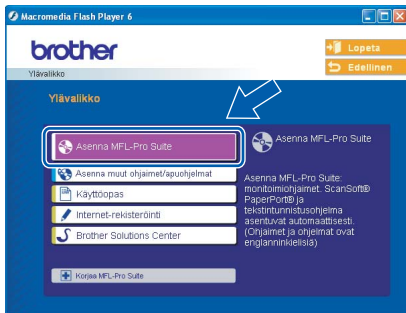 Macromedia Flash Player 6
brother
Lopeta
Edellinen
Ylävalikko
Ylävalikko
Asenna MFL-Pro Suite
Asenna muut ohjaimet/apuohjelmat
Käyttöopas
Internet-rekisteröinti
Brother Solutions Center
Korjaa MFL-Pro Suite
Asenna MFL-Pro Suite
Asenna MFL-Pro Suite:
monitoimiohjaimet. ScanSoft®
PaperPort® ja
tekstintunnistusohjelma
asentuvat automaattisesti.
(Ohjaimet ja ohjelmat ovat
englanninkielisiä)